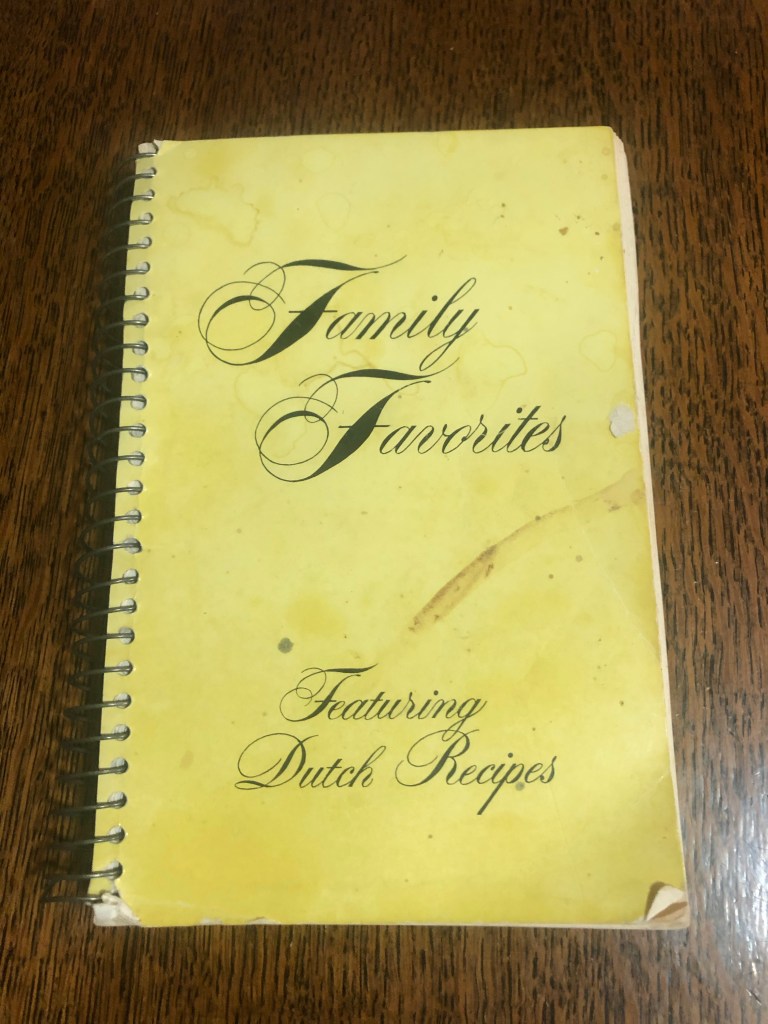 Family
Favorites
Featuring
Dutch Recipes